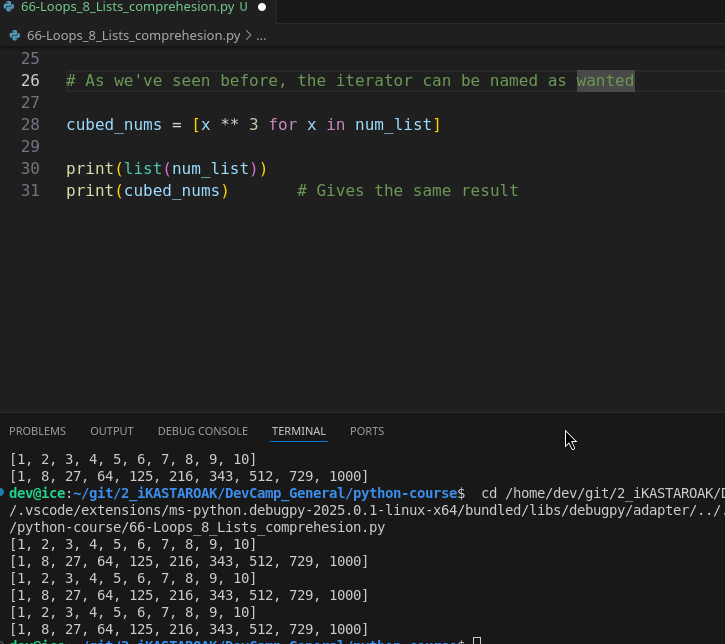 66-Loops_8_Lists_comprehesion.py U
66-Loops_8_Lists_comprehesion.py > ...
25
26 # As we've seen before, the iterator can be named as wanted
27
28 cubed_nums = [x ** 3 for x in num_list]
29
30 print(list(num_list))
31 print(cubed_nums) # Gives the same result
PROBLEMS OUTPUT DEBUG CONSOLE TERMINAL PORTS
[1, 2, 3, 4, 5, 6, 7, 8, 9, 10]
[1, 8, 27, 64, 125, 216, 343, 512, 729, 1000]
dev@ice:~/git/2_iKASTAROAK/DevCamp_General/python-course$ cd /home/dev/git/2_iKASTAROAK/D
/.vscode/extensions/ms-python.debugpy-2025.0.1-linux-x64/bundled/libs/debugpy/adapter/../.
/python-course/66-Loops_8_Lists_comprehesion.py
[1, 2, 3, 4, 5, 6, 7, 8, 9, 10]
[1, 8, 27, 64, 125, 216, 343, 512, 729, 1000]
[1, 2, 3, 4, 5, 6, 7, 8, 9, 10]
[1, 8, 27, 64, 125, 216, 343, 512, 729, 1000]
[1, 2, 3, 4, 5, 6, 7, 8, 9, 10]
[1, 8, 27, 64, 125, 216, 343, 512, 729, 1000]
dev@ice:~/git/2_iKASTAROAK/DevCamp_General/python-course$